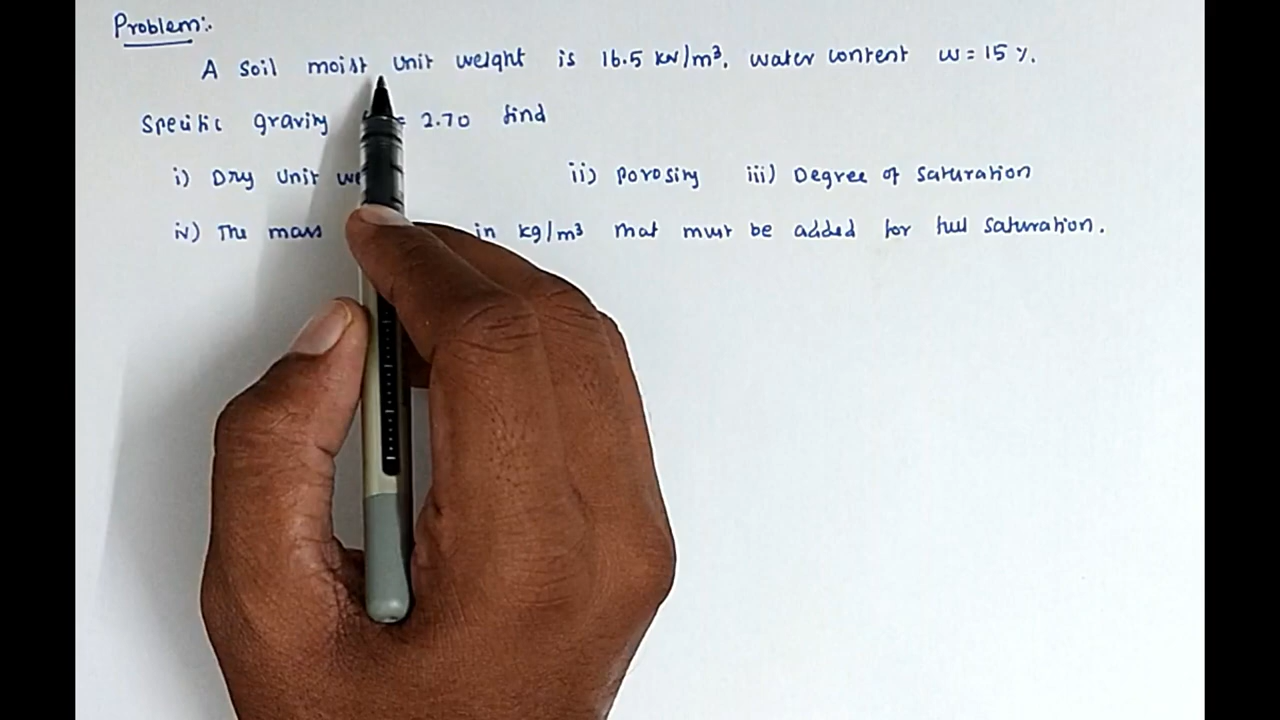 Problem:.
A soil moist unit weight is 16.5 kN/m³. water content w = 15 %.
specific gravity = 2.70 find
i) Dry unit ii) Porosity iii) Degree of saturation
iv) The mass in kg/m³ that must be added for full saturation.